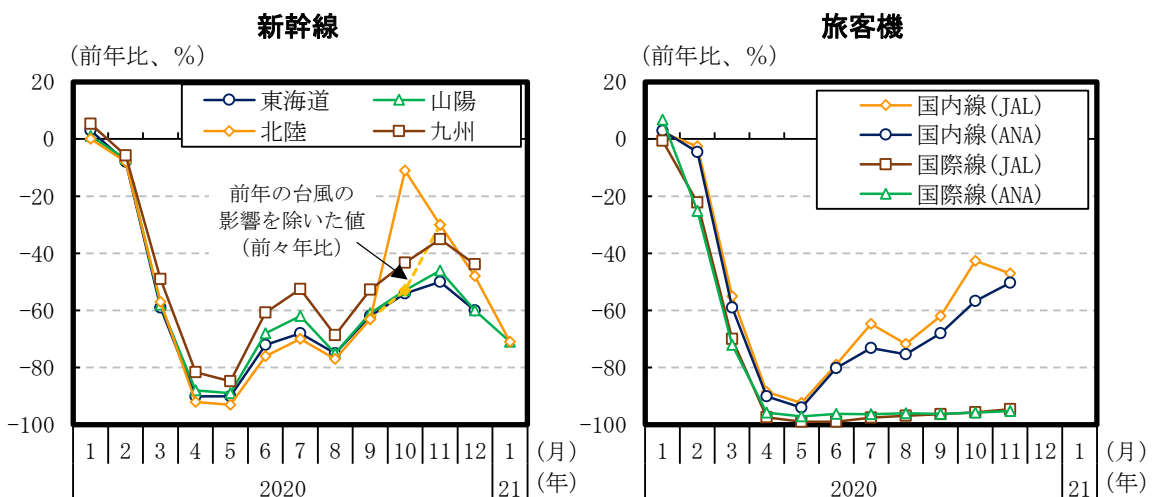 新幹線
(前年比、%)
20
0
-20
-40
-60
-80
-100
東海道
山陽
北陸
九州
前年の台風の
影響を除いた値
(前々年比)
1 2 3 4 5 6 7 8 9 10 11 12 1 (月)
2020 21 (年)
旅客機
(前年比、%)
20
0
-20
-40
-60
-80
-100
国内線(JAL)
国内線(ANA)
国際線(JAL)
国際線(ANA)
1 2 3 4 5 6 7 8 9 10 11 12 1 (月)
2020 21 (年)